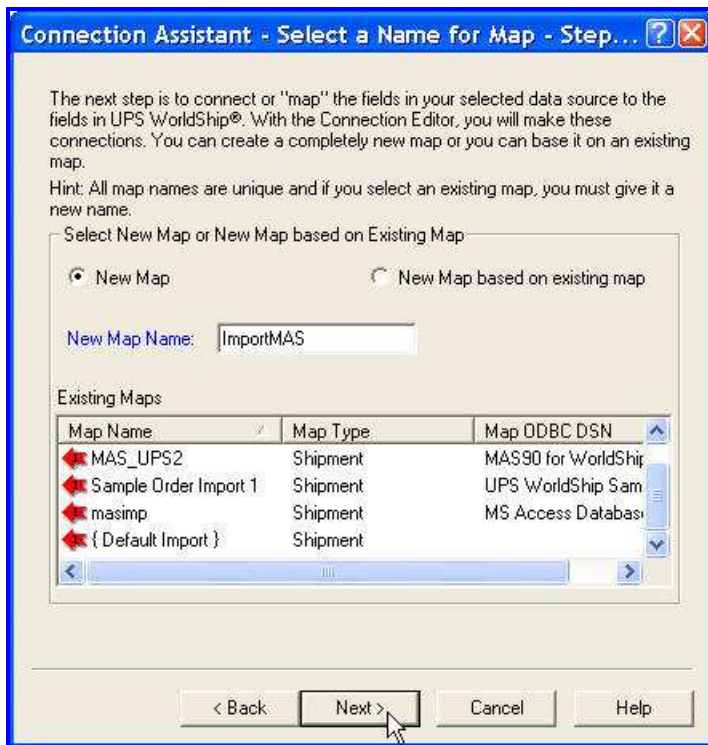 Connection Assistant - Select a Name for Map - Step...
The next step is to connect or "map" the fields in your selected data source to the
fields in UPS WorldShip®. With the Connection Editor, you will make these
connections. You can create a completely new map or you can base it on an existing
map.
Hint: All map names are unique and if you select an existing map, you must give it a
new name.
Select New Map or New Map based on Existing Map
New Map
New Map based on existing map
New Map Name: ImportMAS
Existing Maps
Map Name Map Type Map ODBC DSN
MAS_UPS2 Shipment MAS90 for WorldShip
Sample Order Import 1 Shipment UPS WorldShip Sam
masimp Shipment MS Access Databas
{ Default Import } Shipment
< Back Next > Cancel Help